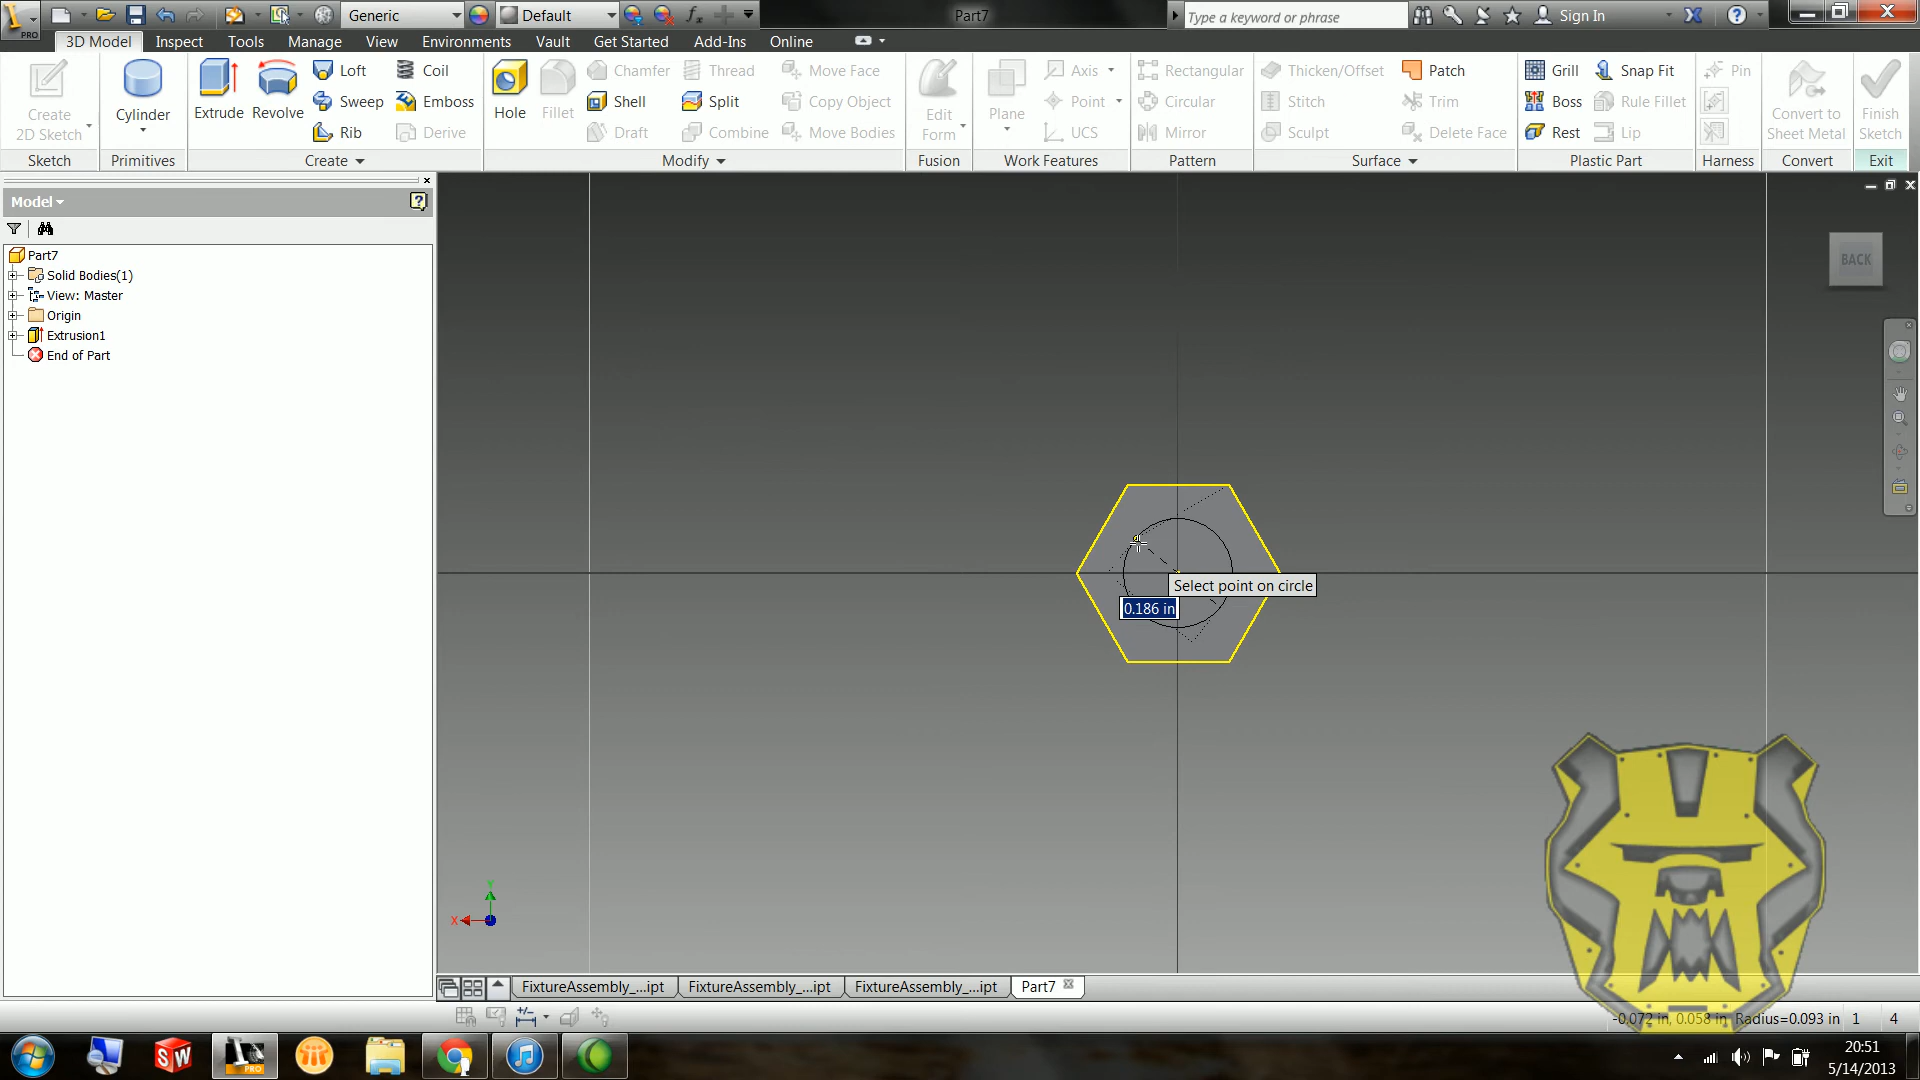 PRO
Generic
Default
Part7
Type a keyword or phrase
Sign In
3D Model Inspect Tools Manage View Environments Vault Get Started Add-Ins Online
Create 2D Sketch
Cylinder
Extrude
Revolve
Loft
Sweep
Rib
Coil
Emboss
Derive
Hole
Fillet
Chamfer
Shell
Draft
Thread
Split
Combine
Move Face
Copy Object
Move Bodies
Edit Form
Plane
Axis
Point
UCS
Rectangular
Circular
Mirror
Thicken/Offset
Stitch
Sculpt
Patch
Trim
Delete Face
Grill
Boss
Rest
Snap Fit
Rule Fillet
Lip
Pin
Convert to Sheet Metal
Finish Sketch
Sketch Primitives Create Modify Fusion Work Features Pattern Surface Plastic Part Harness Convert Exit
Model
Part7
Solid Bodies(1)
View: Master
Origin
Extrusion1
End of Part
BACK
Select point on circle
0.186 in
Y
X
FixtureAssembly_...ipt FixtureAssembly_...ipt FixtureAssembly_...ipt Part7
-0.072 in, 0.058 in Radius=0.093 in 1 4
SW
PRO
20:51
5/14/2013